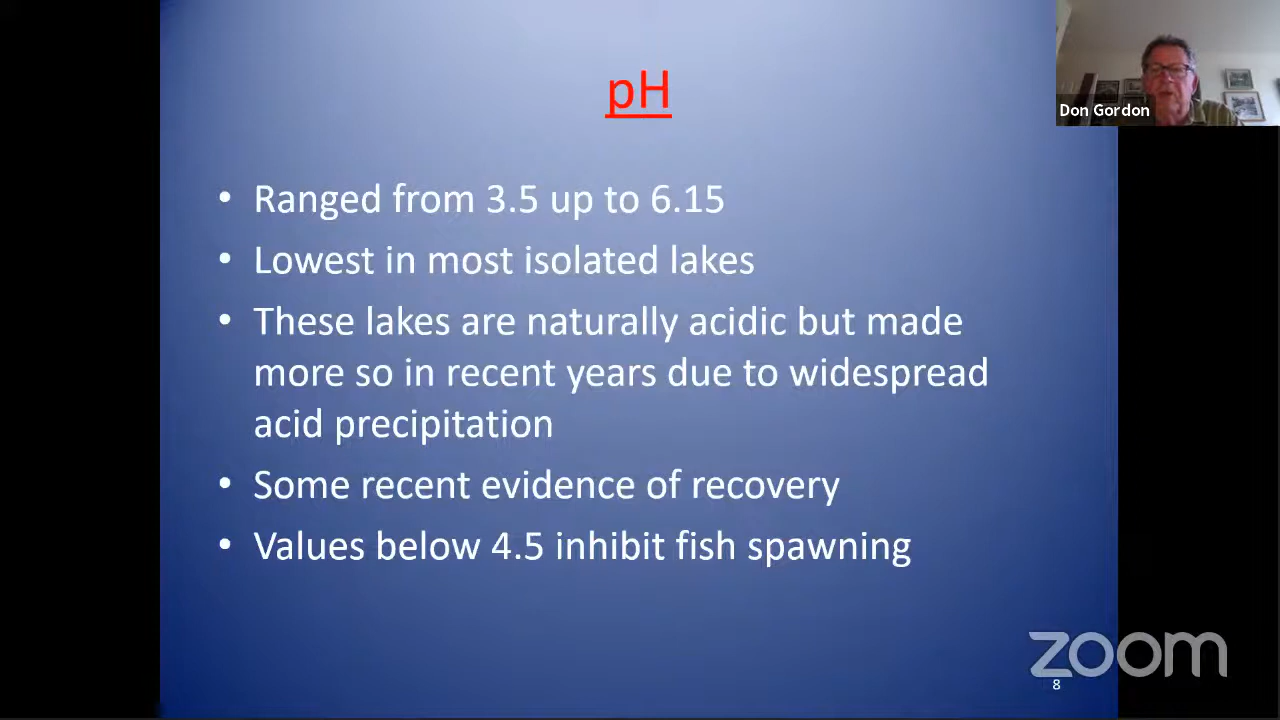 pH
Don Gordon
• Ranged from 3.5 up to 6.15
• Lowest in most isolated lakes
• These lakes are naturally acidic but made
more so in recent years due to widespread
acid precipitation
• Some recent evidence of recovery
• Values below 4.5 inhibit fish spawning
zoom
8